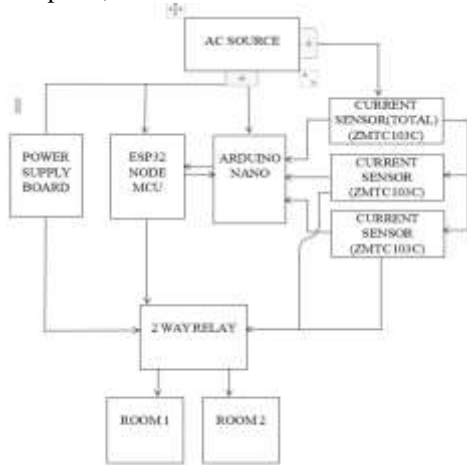 AC SOURCE
CURRENT
SENSOR(TOTAL)
(ZMTC103C)
POWER
SUPPLY
BOARD
ESP32
NODE
MCU
ARDUINO
NANO
CURRENT
SENSOR
(ZMTC103C)
CURRENT
SENSOR
(ZMTC103C)
2 WAY RELAY
ROOM 1
ROOM 2